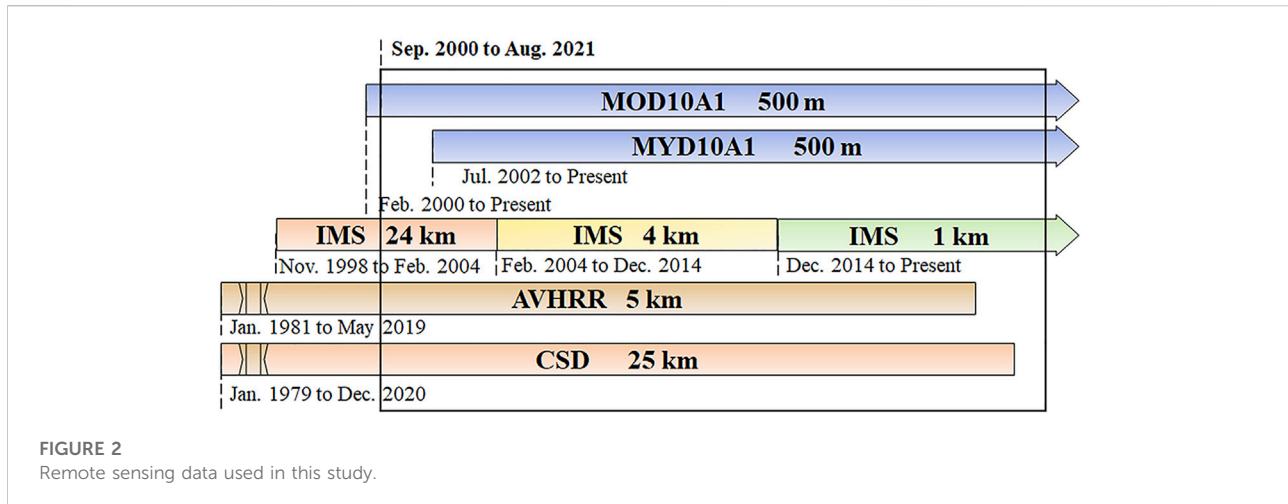 Sep. 2000 to Aug. 2021
MOD10A1 500 m
MYD10A1 500 m
Jul. 2002 to Present
Feb. 2000 to Present
IMS 24 km IMS 4 km IMS 1 km
Nov. 1998 to Feb. 2004 Feb. 2004 to Dec. 2014 Dec. 2014 to Present
AVHRR 5 km
Jan. 1981 to May 2019
CSD 25 km
Jan. 1979 to Dec. 2020
FIGURE 2
Remote sensing data used in this study.